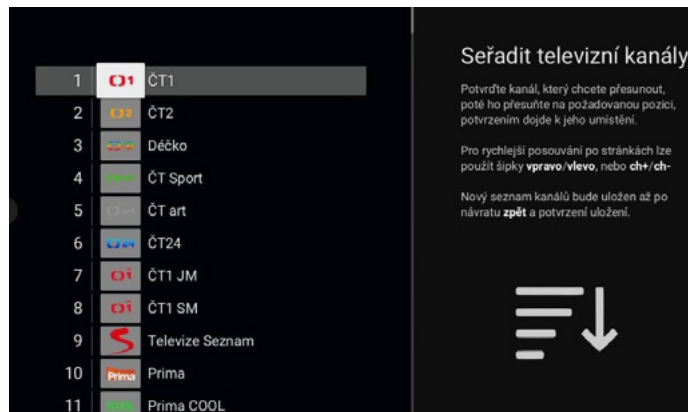 Seřadit televizní kanály
Potvrďte kanál, který chcete přesunout,
poté ho přesuňte na požadovanou pozici,
potvrzením dojde k jeho umístění.
Pro rychlejší posouvání po stránkách lze
použít šipky vpravo/vlevo, nebo ch+/ch-
Nový seznam kanálů bude uložen až po
návratu zpět a potvrzení uložení.
1 ČT1
2 ČT2
3 Déčko
4 ČT Sport
5 ČT art
6 ČT24
7 ČT1 JM
8 ČT1 SM
9 Televize Seznam
10 Prima Prima
11 Prima COOL